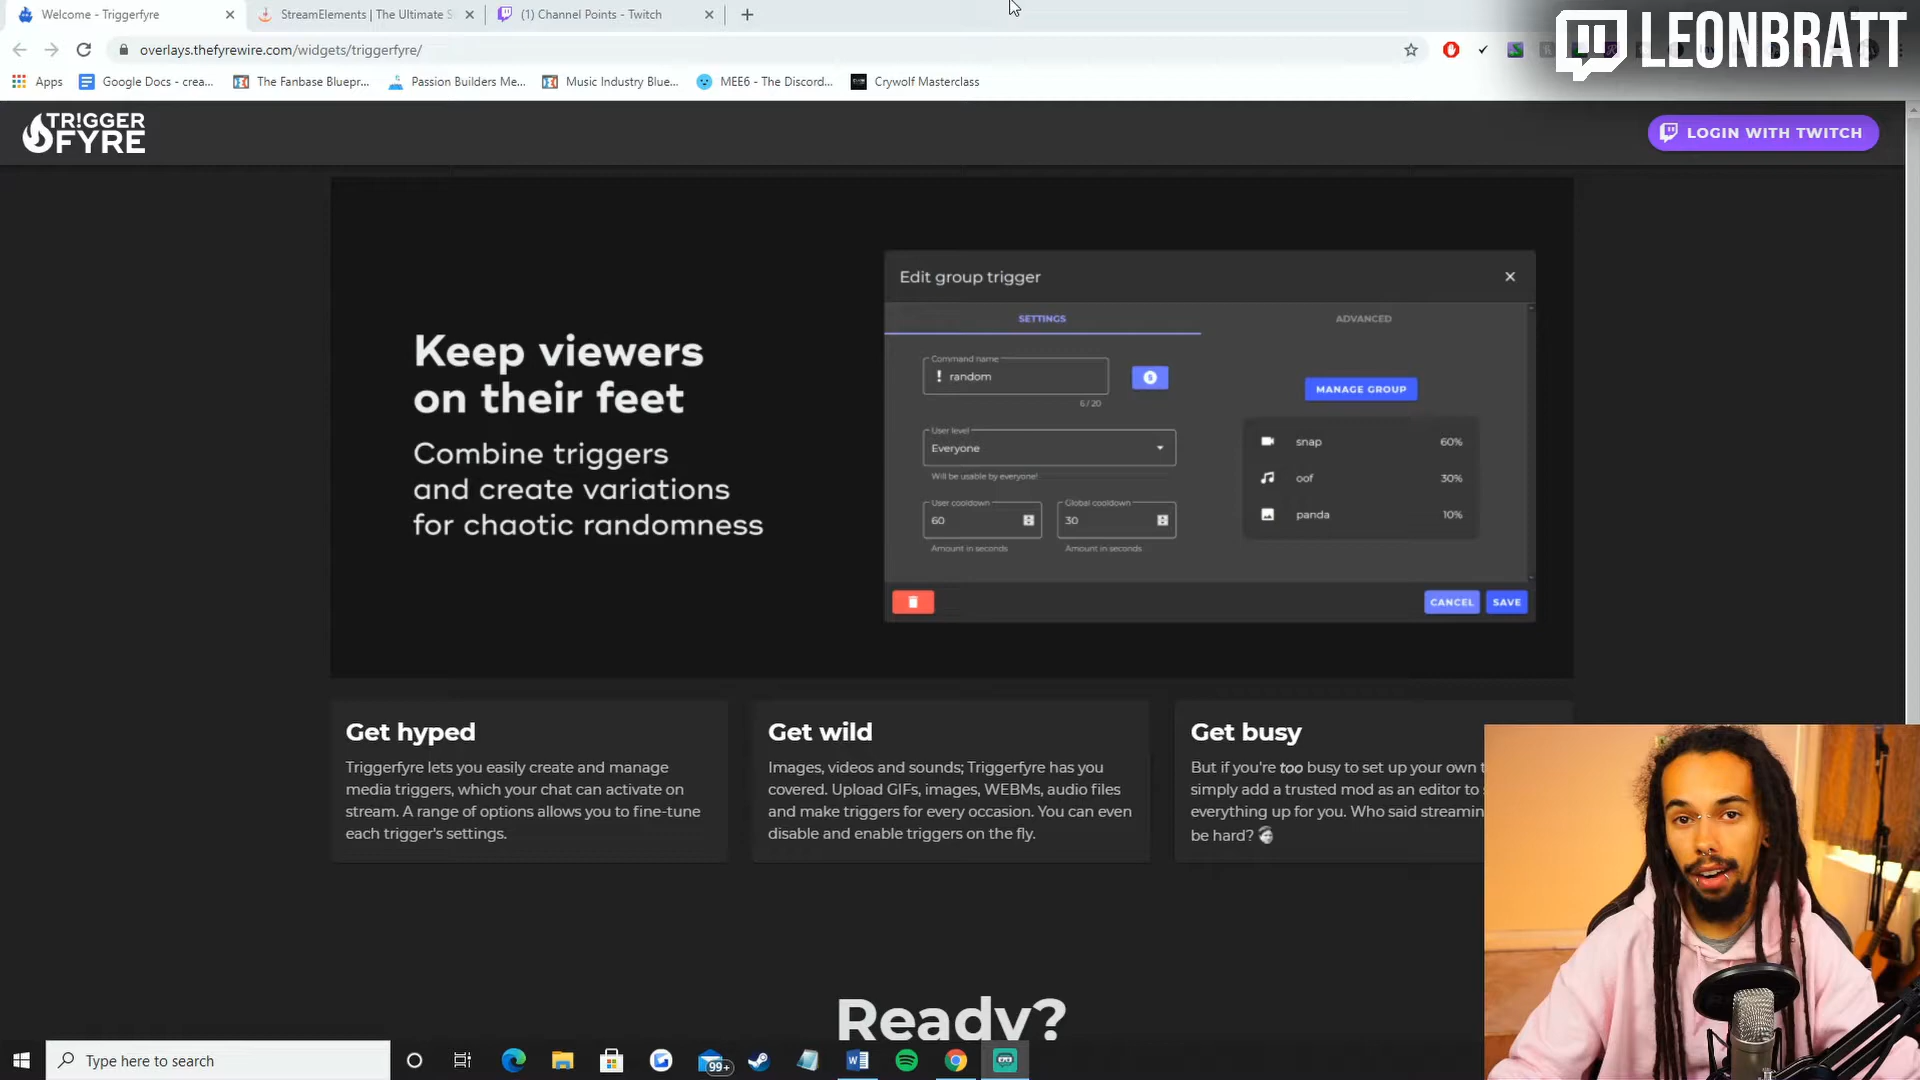 Welcome - Triggerfyre
StreamElements | The Ultimate S
(1) Channel Points - Twitch
LEONBRATT
overlays.thefyrewire.com/widgets/triggerfyre/
Apps
Google Docs - crea...
The Fanbase Bluepr...
Passion Builders Me...
Music Industry Blue...
MEE6 - The Discord...
Crywolf Masterclass
TR!GGER
FYRE
LOGIN WITH TWITCH
Keep viewers
on their feet
Combine triggers
and create variations
for chaotic randomness
Edit group trigger
SETTINGS
ADVANCED
Command name
! random
6 / 20
MANAGE GROUP
User level
Everyone
Will be usable by everyone!
snap 60%
oof 30%
panda 10%
User cooldown
60
Amount in seconds
Global cooldown
30
Amount in seconds
CANCEL
SAVE
Get hyped
Triggerfyre lets you easily create and manage
media triggers, which your chat can activate on
stream. A range of options allows you to fine-tune
each trigger's settings.
Get wild
Images, videos and sounds; Triggerfyre has you
covered. Upload GIFs, images, WEBMs, audio files
and make triggers for every occasion. You can even
disable and enable triggers on the fly.
Get busy
But if you're too busy to set up your own
simply add a trusted mod as an editor to
everything up for you. Who said streamin
be hard?
Ready?
Type here to search
99+